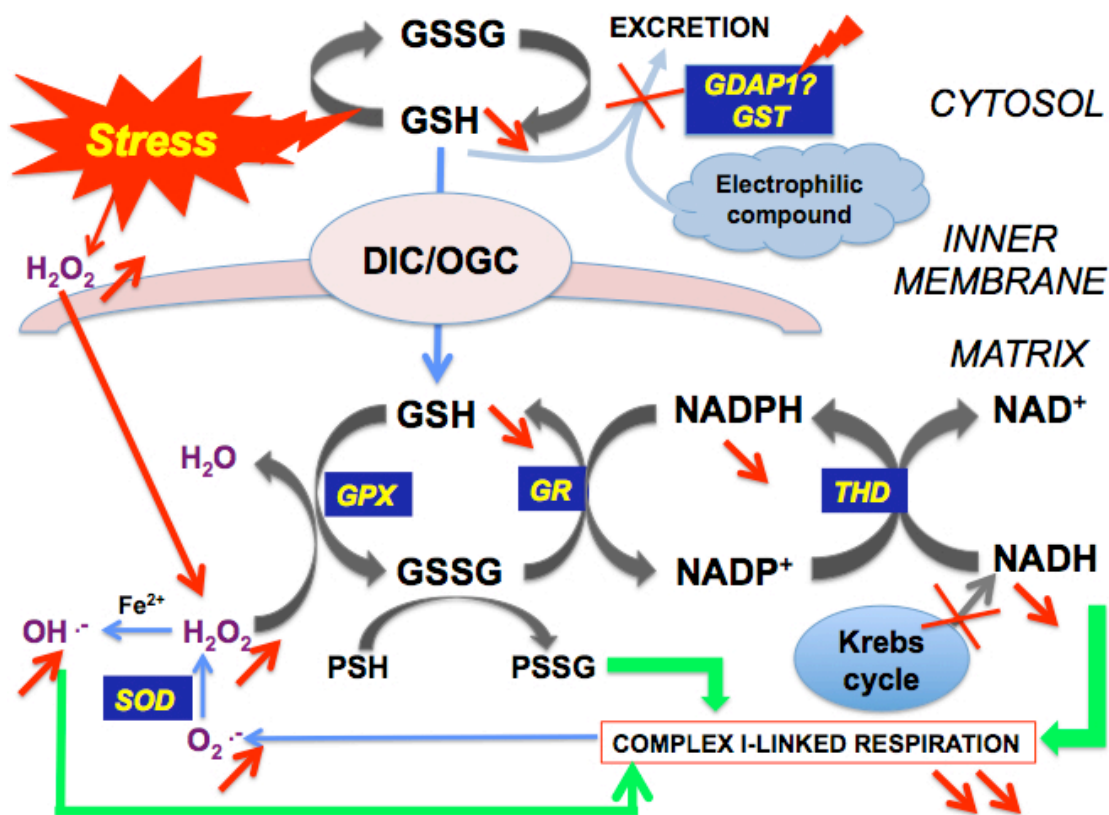 GSSG
EXCRETION
GDAP1?
GST
CYTOSOL
Stress
GSH
Electrophilic
compound
INNER
MEMBRANE
DIC/OGC
H₂O₂
MATRIX
GSH
NADPH
NAD⁺
H₂O
GPX
GR
THD
GSSG
NADP⁺
NADH
Fe²⁺
OH ·-
H₂O₂
PSH
PSSG
Krebs
cycle
SOD
O₂ ·-
COMPLEX I-LINKED RESPIRATION